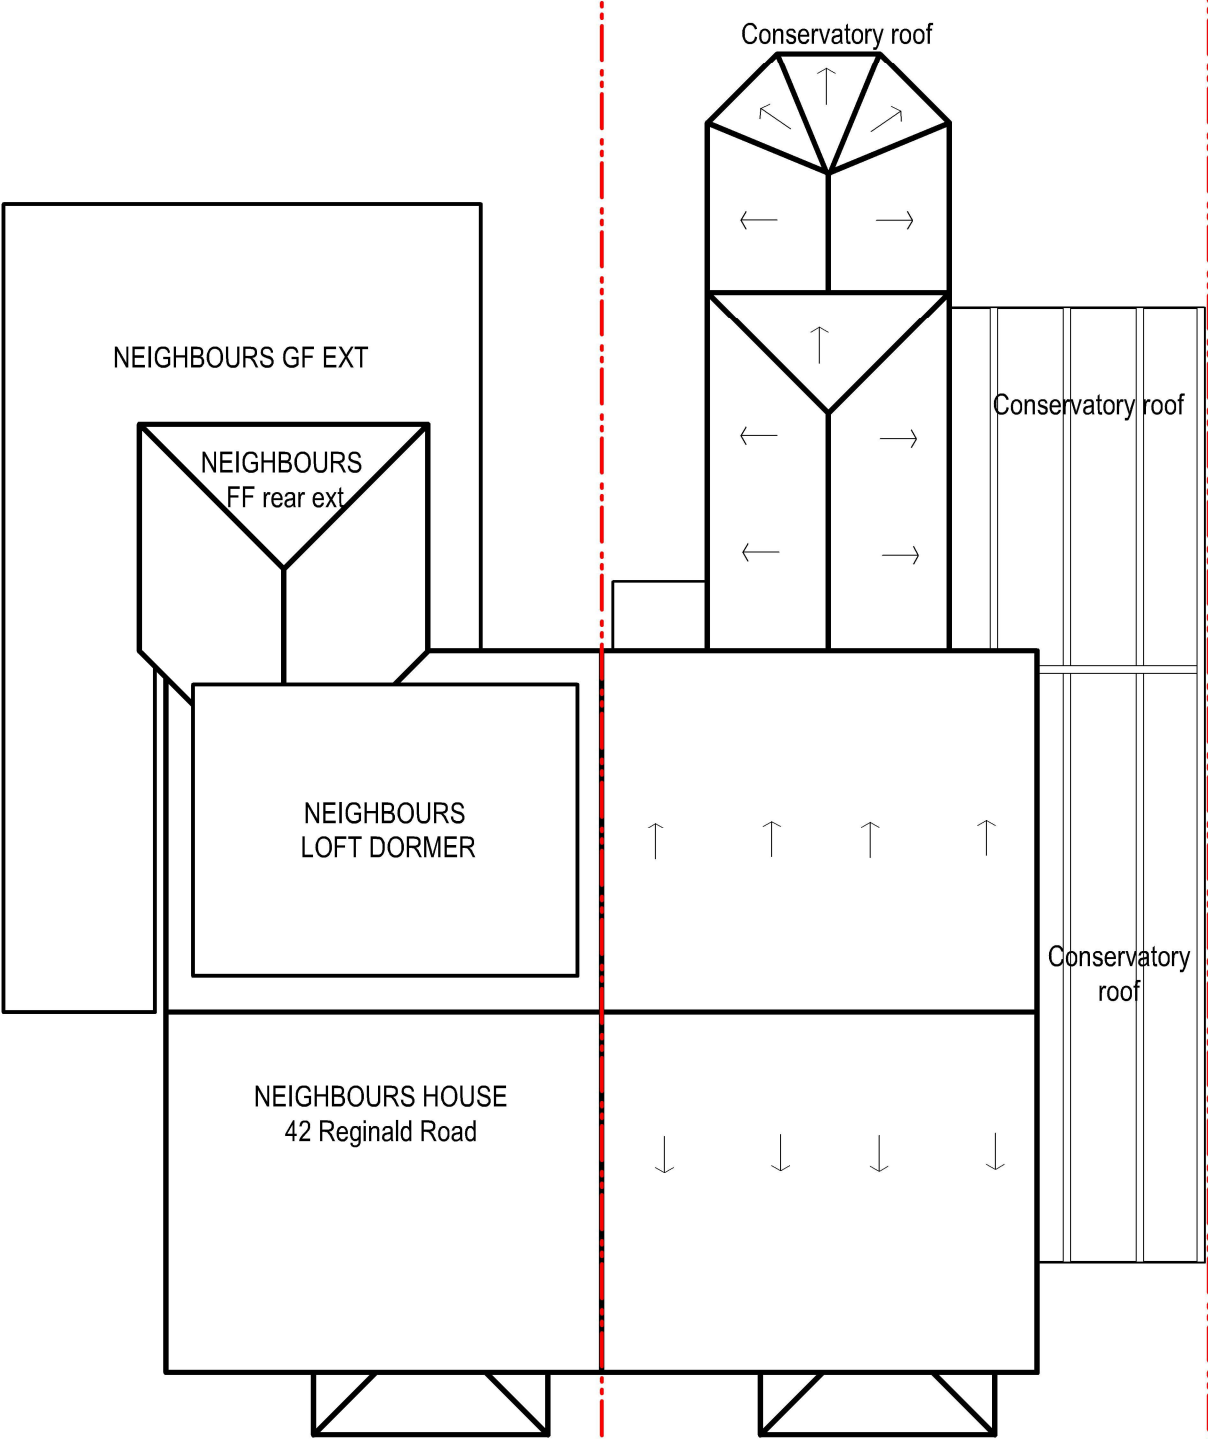 Conservatory roof
NEIGHBOURS GF EXT
Conservatory roof
NEIGHBOURS
FF rear ext
NEIGHBOURS
LOFT DORMER
Conservatory
roof
NEIGHBOURS HOUSE
42 Reginald Road